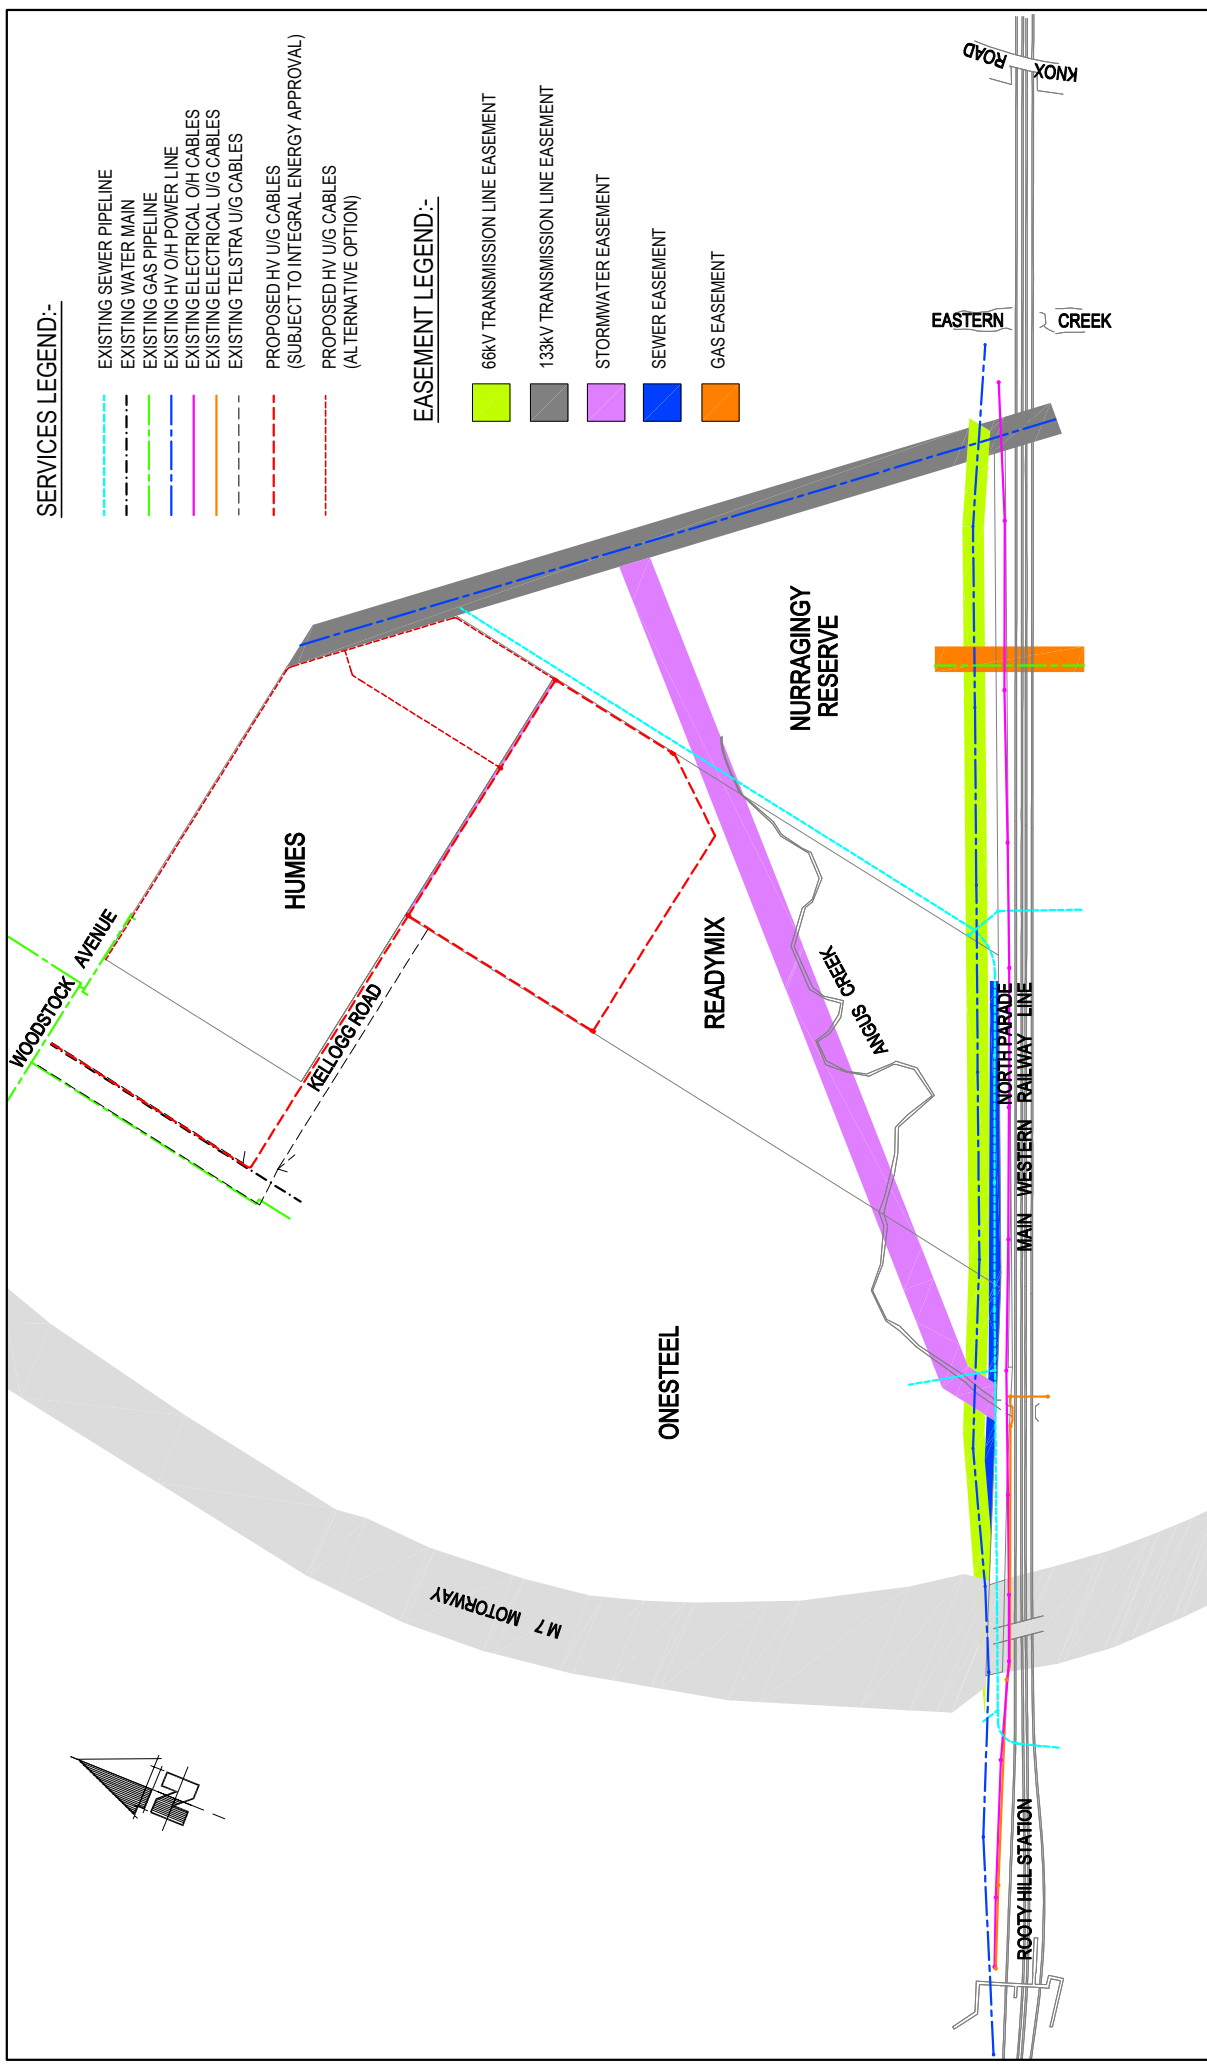 SERVICES LEGEND:-
EXISTING SEWER PIPELINE
EXISTING WATER MAIN
EXISTING GAS PIPELINE
EXISTING HV O/H POWER LINE
EXISTING ELECTRICAL O/H CABLES
EXISTING ELECTRICAL U/G CABLES
EXISTING TELSTRA U/G CABLES
PROPOSED HV U/G CABLES
(SUBJECT TO INTEGRAL ENERGY APPROVAL)
PROPOSED HV U/G CABLES
(ALTERNATIVE OPTION)
EASEMENT LEGEND:-
66kV TRANSMISSION LINE EASEMENT
133kV TRANSMISSION LINE EASEMENT
STORMWATER EASEMENT
SEWER EASEMENT
GAS EASEMENT
WOODSTOCK AVENUE
HUMES
KELLOGG ROAD
READYMIX
NURRAGINGY
RESERVE
ANGUS CREEK
ONESTEEL
M7 MOTORWAY
NORTH PARADE
MAIN WESTERN RAILWAY LINE
ROOTY HILL STATION
EASTERN CREEK
KNOX
ROAD
N